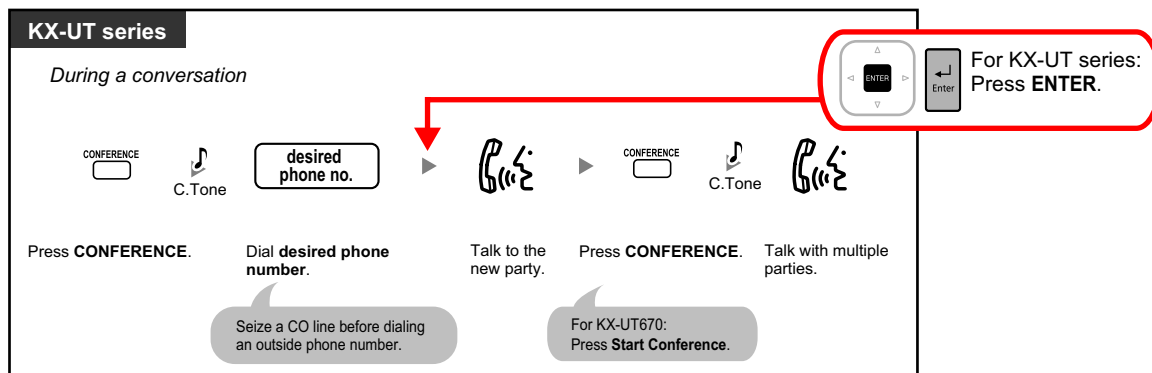 KX-UT series
During a conversation
ENTER
Enter
For KX-UT series:
Press ENTER.
CONFERENCE
C.Tone
desired
phone no.
CONFERENCE
C.Tone
Press CONFERENCE.
Dial desired phone
number.
Talk to the
new party.
Press CONFERENCE.
Talk with multiple
parties.
Seize a CO line before dialing
an outside phone number.
For KX-UT670:
Press Start Conference.